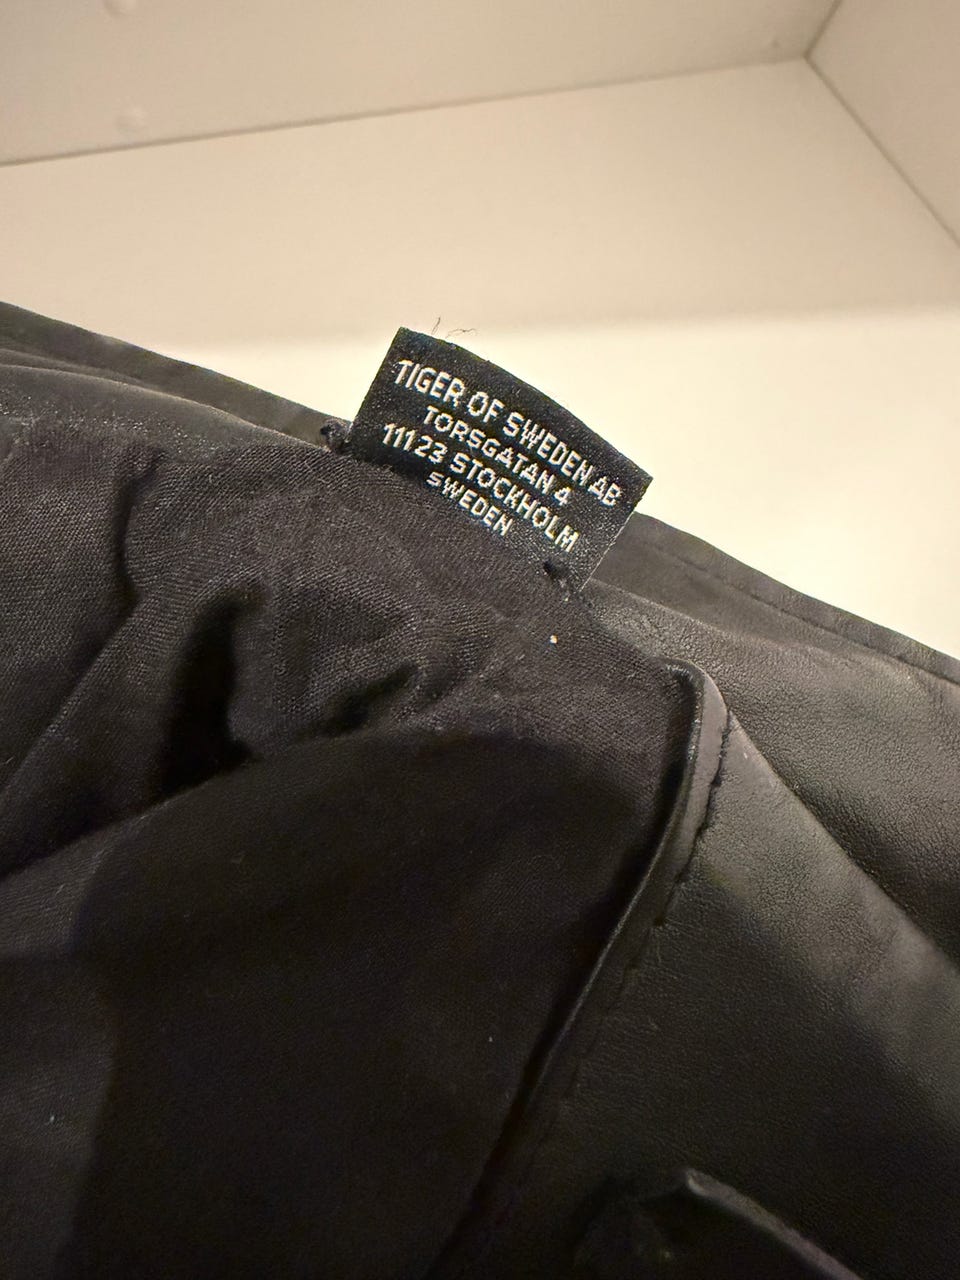 TIGER OF SWEDEN AB
TORSGATAN 4
11123 STOCKHOLM
SWEDEN